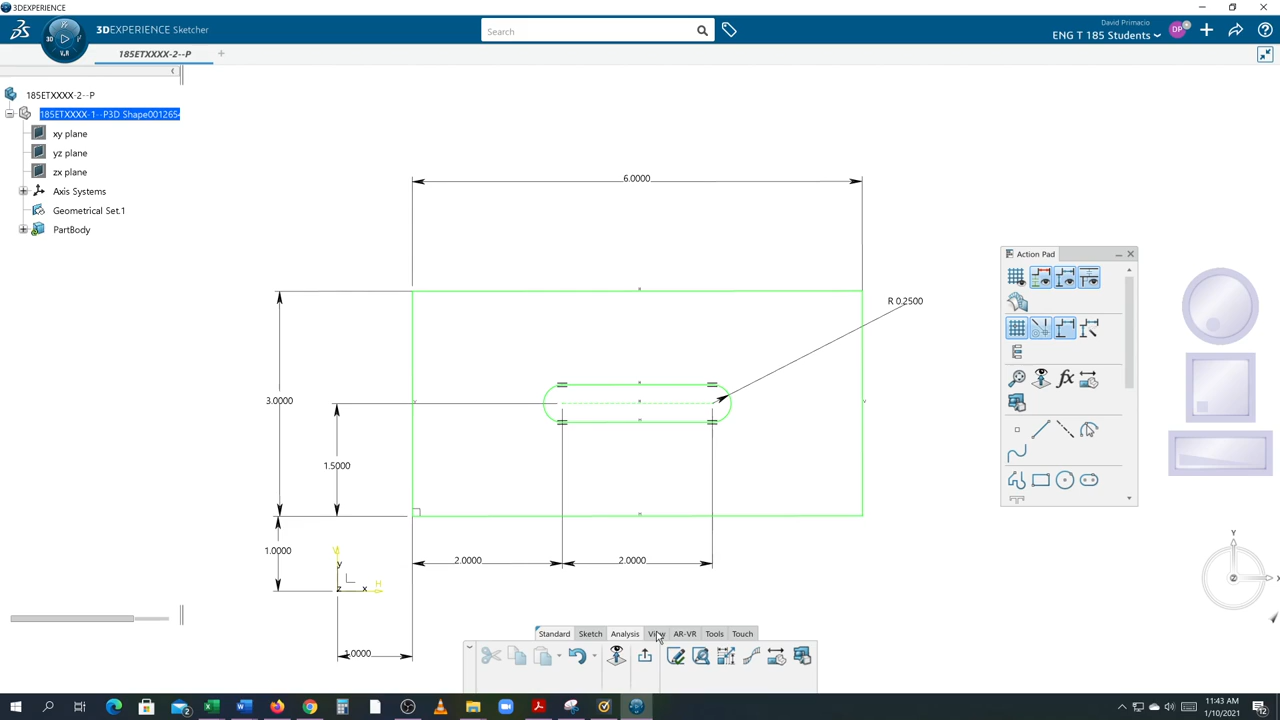 3DEXPERIENCE
3D
V.R
3DEXPERIENCE Sketcher
Search
David Primacio
ENG T 185 Students
DP
185ETXXXX-2--P
185ETXXXX-2--P
185ETXXXX-1--P3D Shape001265
xy plane
yz plane
zx plane
Axis Systems
Geometrical Set.1
PartBody
6.0000
R 0.2500
3.0000
1.5000
1.0000
2.0000
2.0000
1.0000
V
y
z
x
H
Action Pad
fx
Y
Z
X
Standard
Sketch
Analysis
View
AR-VR
Tools
Touch
11:43 AM
1/10/2021